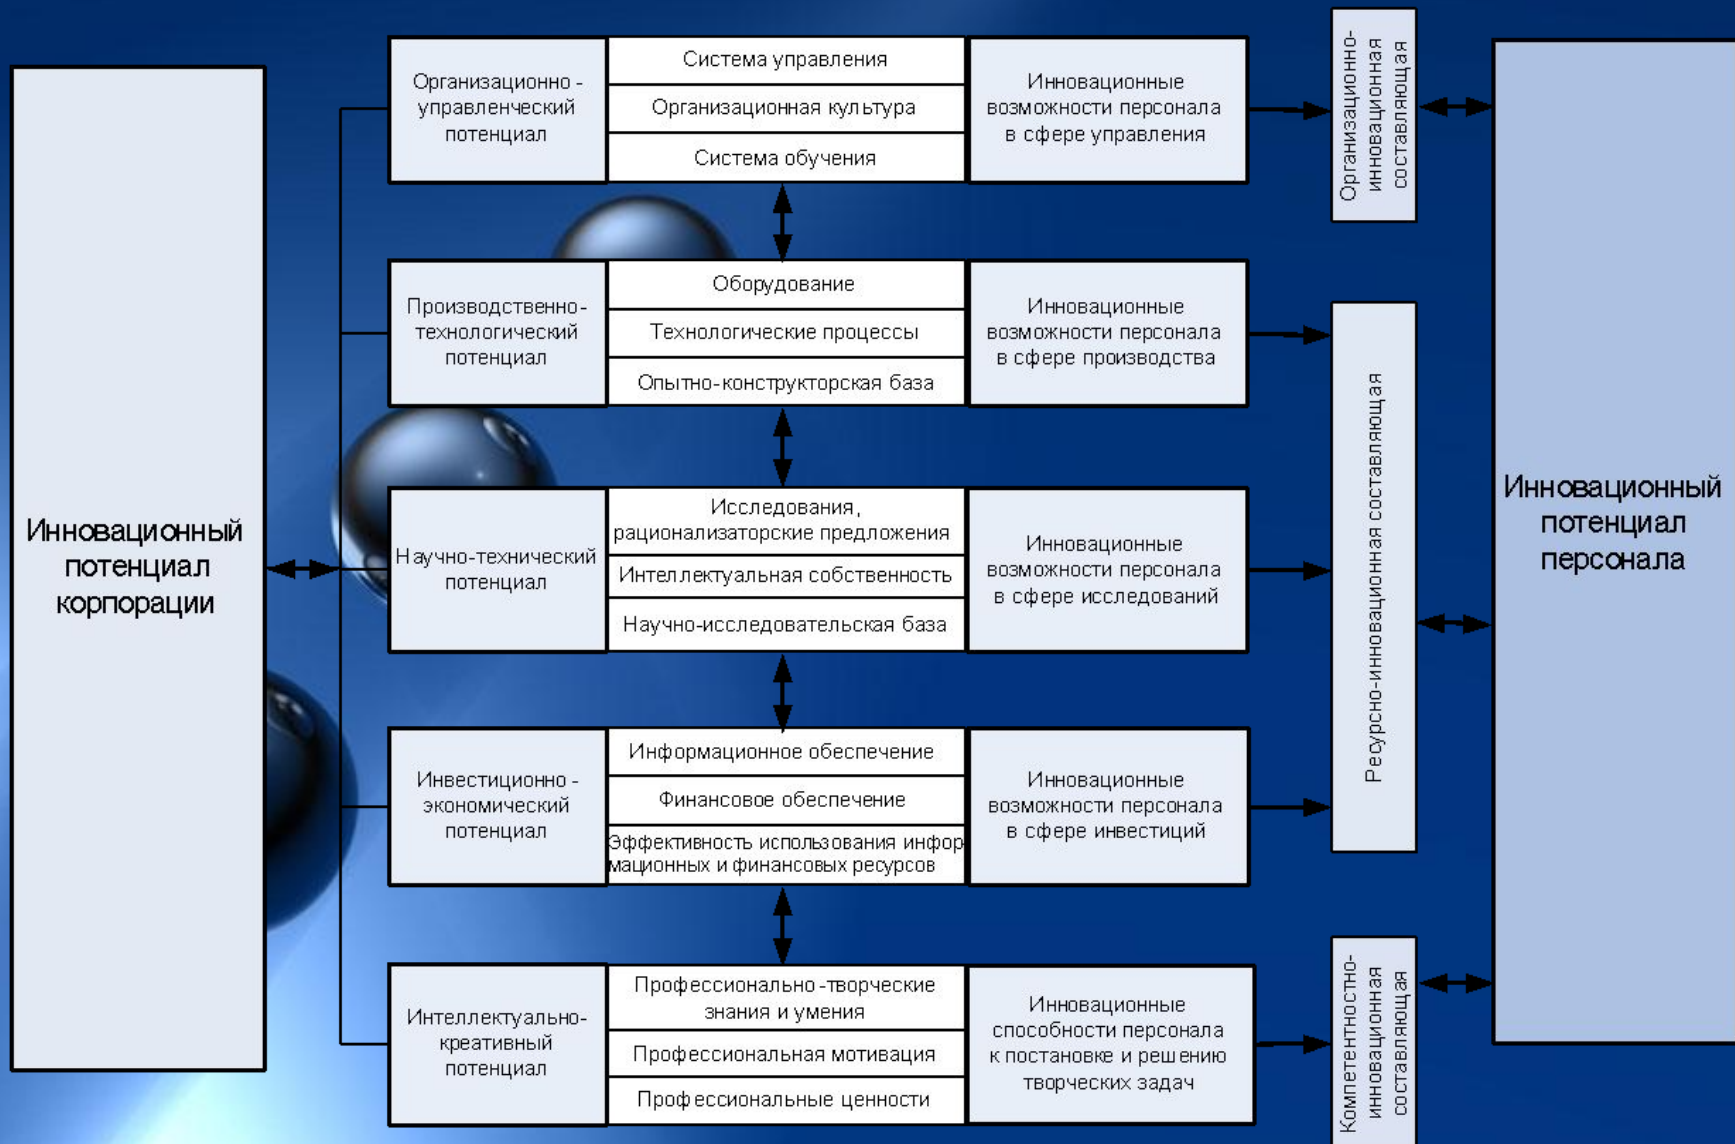 Инновационный
потенциал
корпорации
Организационно -
управленческий
потенциал
Система управления
Организационная культура
Система обучения
Инновационные
возможности персонала
в сфере управления
Организационно-
инновационная
составляющая
Производственно-
технологический
потенциал
Оборудование
Технологические процессы
Опытно-конструкторская база
Инновационные
возможности персонала
в сфере производства
Научно-технический
потенциал
Исследования,
рационализаторские предложения
Интеллектуальная собственность
Научно-исследовательская база
Инновационные
возможности персонала
в сфере исследований
Инвестиционно -
экономический
потенциал
Информационное обеспечение
Финансовое обеспечение
Эффективность использования инфор
мационных и финансовых ресурсов
Инновационные
возможности персонала
в сфере инвестиций
Ресурсно-инновационная составляющая
Интеллектуально-
креативный
потенциал
Профессионально -творческие
знания и умения
Профессиональная мотивация
Профессиональные ценности
Инновационные
способности персонала
к постановке и решению
творческих задач
Компетентностно-
инновационная
составляющая
Инновационный
потенциал
персонала